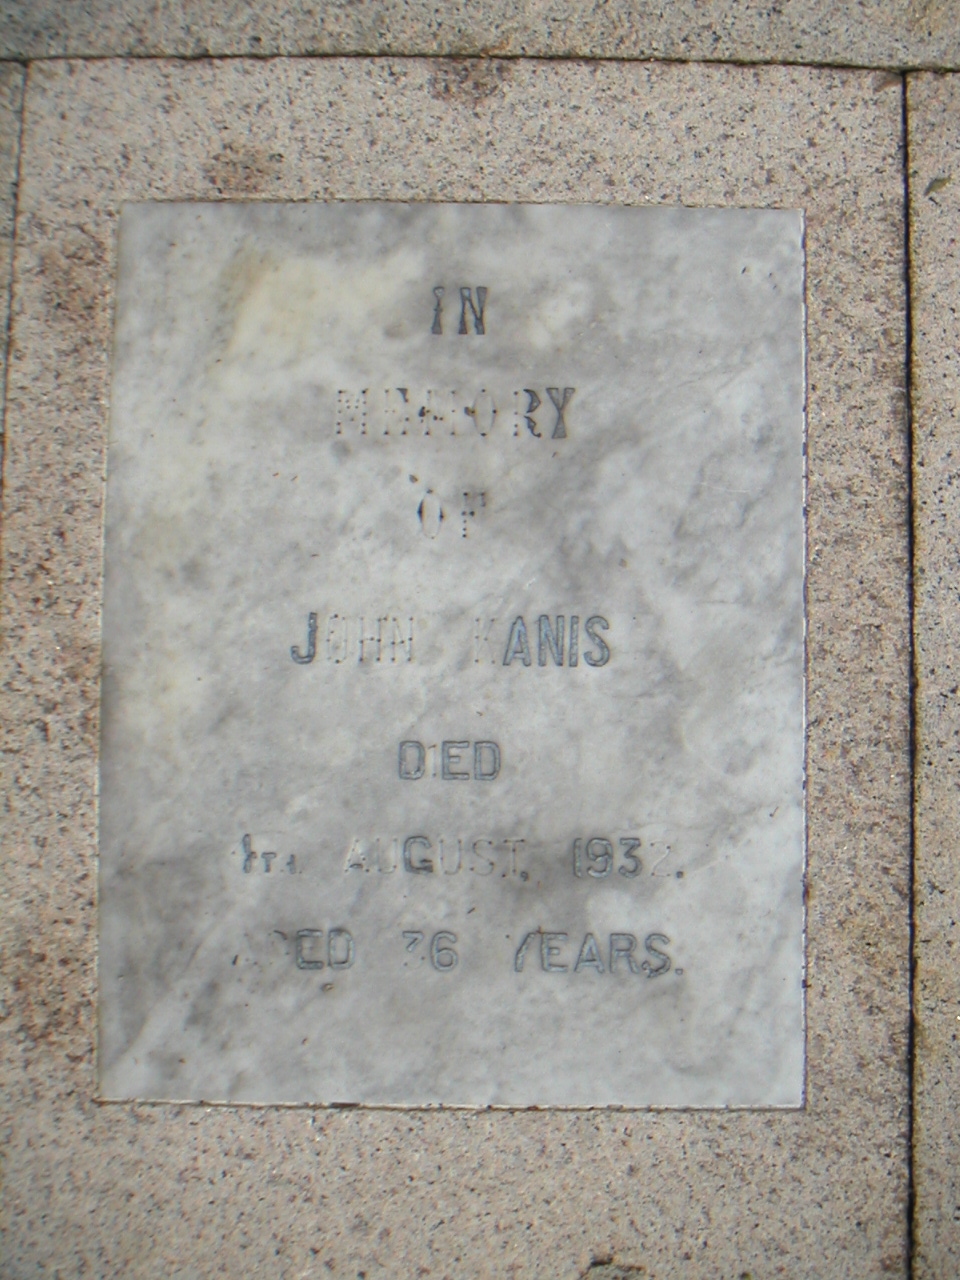 IN
MEMORY
OF
JOHN KANIS
DIED
AUGUST, 1932.
AGED 36 YEARS.